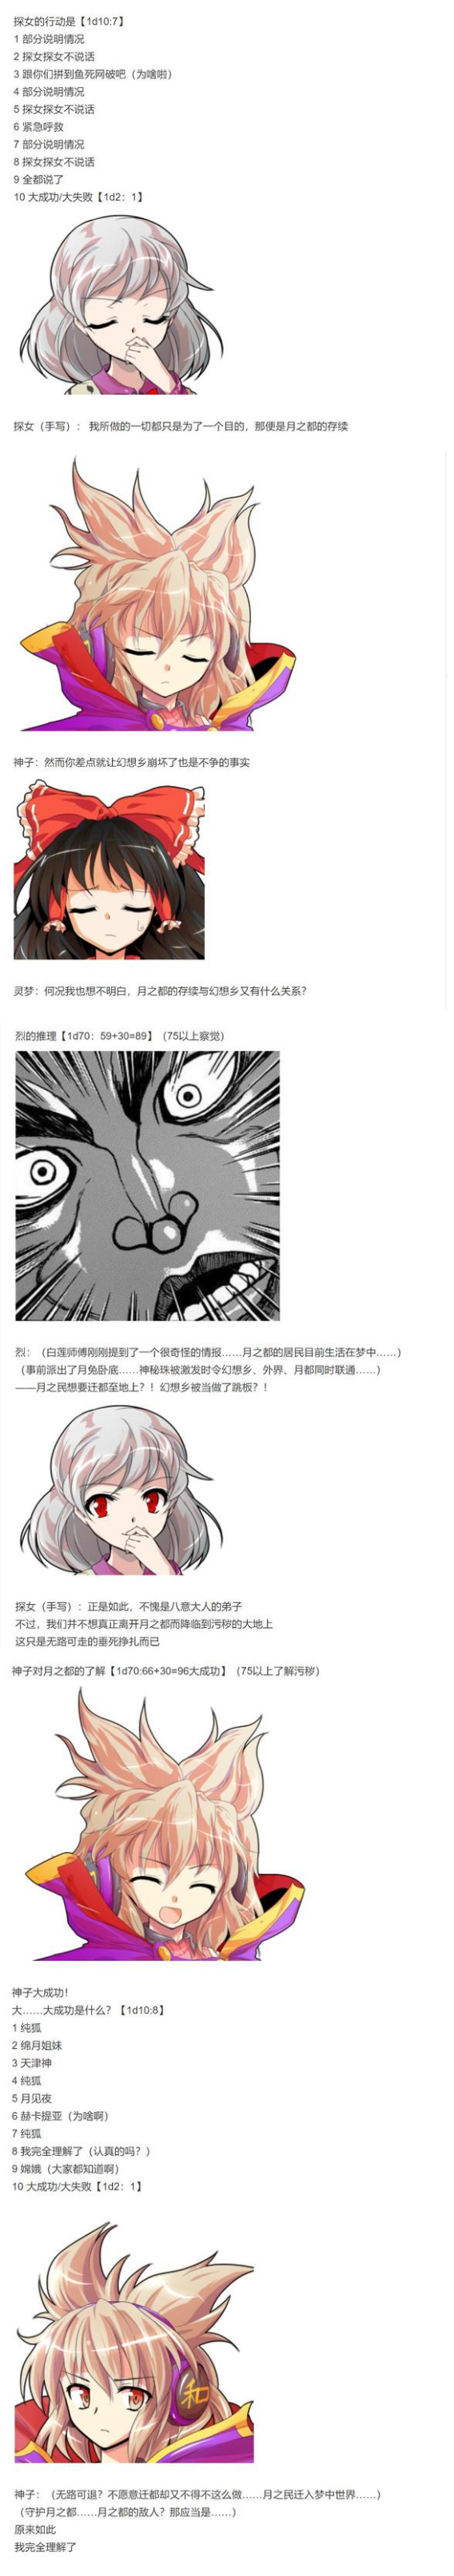 探女的行动是【1d10:7】
1 部分说明情况
2 探女探女不说话
3 跟你们拼到鱼死网破吧（为啥啦）
4 部分说明情况
5 探女探女不说话
6 紧急呼救
7 部分说明情况
8 探女探女不说话
9 全都说了
10 大成功/大失败【1d2：1】
探女（手写）： 我所做的一切都只是为了一个目的，那便是月之都的存续
神子：然而你差点就让幻想乡崩坏了也是不争的事实
灵梦：何况我也想不明白，月之都的存续与幻想乡又有什么关系？
烈的推理【1d70：59+30=89】（75以上察觉）
烈：（白莲师傅刚刚提到了一个很奇怪的情报……月之都的居民目前生活在梦中……）
（事前派出了月兔卧底……神秘珠被激发时令幻想乡、外界、月都同时联通……）
——月之民想要迁都至地上？！幻想乡被当做了跳板？！
探女（手写）：正是如此，不愧是八意大人的弟子
不过，我们并不想真正离开月之都而降临到污秽的大地上
这只是无路可走的垂死挣扎而已
神子对月之都的了解【1d70:66+30=96大成功】（75以上了解污秽）
神子大成功！
大……大成功是什么？【1d10:8】
1 纯狐
2 绵月姐妹
3 天津神
4 纯狐
5 月见夜
6 赫卡提亚（为啥啊）
7 纯狐
8 我完全理解了（认真的吗？）
9 嫦娥（大家都知道啊）
10 大成功/大失败【1d2：1】
和
神子：（无路可退？不愿意迁都却又不得不这么做……月之民迁入梦中世界……）
（守护月之都……月之都的敌人？那应当是……）
原来如此
我完全理解了